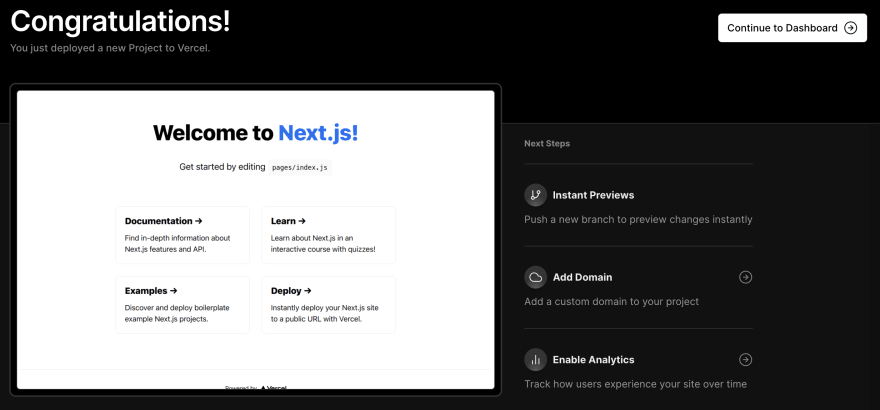 Congratulations!
You just deployed a new Project to Vercel.
Continue to Dashboard
Welcome to Next.js!
Get started by editing pages/index.js
Documentation →
Find in-depth information about
Next.js features and API.
Learn →
Learn about Next.js in an
interactive course with quizzes!
Examples →
Discover and deploy boilerplate
example Next.js projects.
Deploy →
Instantly deploy your Next.js site
to a public URL with Vercel.
Powered by ▲Vercel
Next Steps
Instant Previews
Push a new branch to preview changes instantly
Add Domain
Add a custom domain to your project
Enable Analytics
Track how users experience your site over time